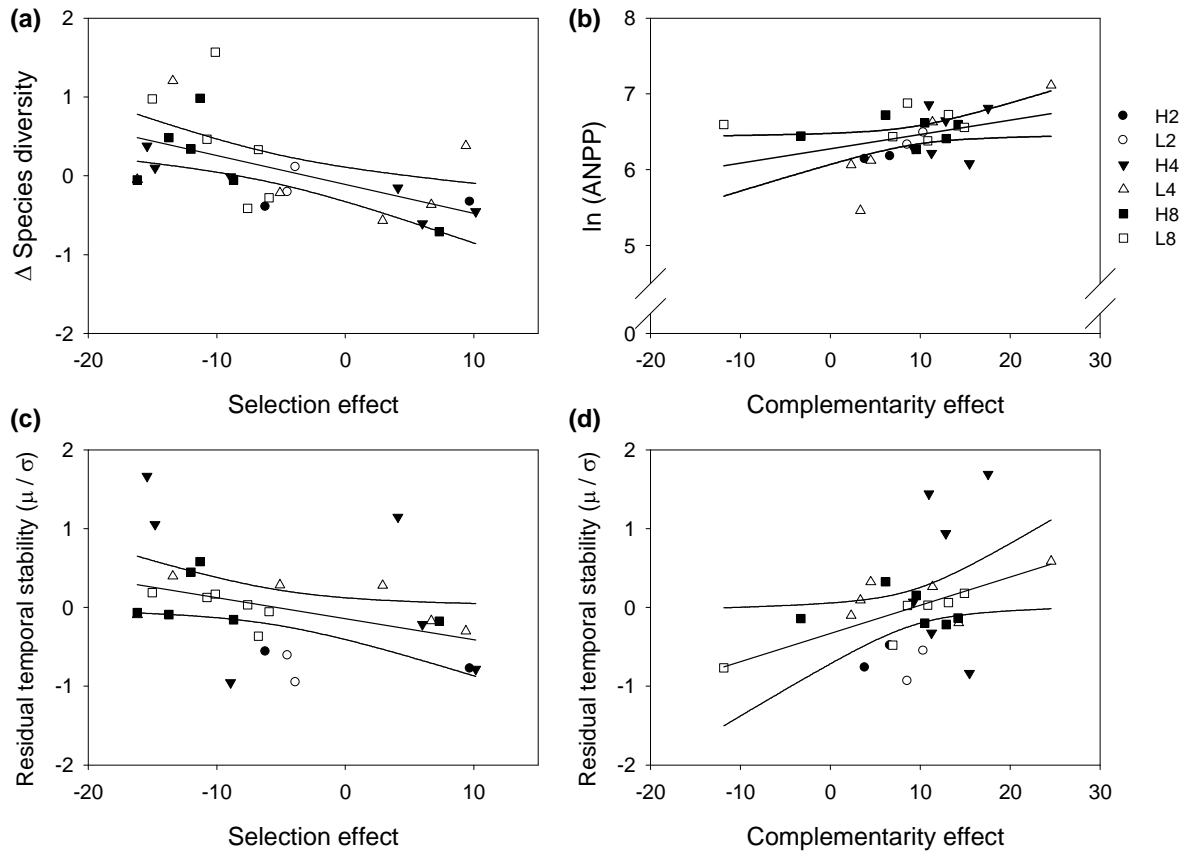 (a)
2
1
0
-1
-2
Δ Species diversity
-20 -10 0 10
Selection effect
(b)
8
7
6
5
0
ln (ANPP)
-20 -10 0 10 20 30
Complementarity effect
H2
L2
H4
L4
H8
L8
(c)
2
1
0
-1
-2
Residual temporal stability (μ / σ)
-20 -10 0 10
Selection effect
(d)
2
1
0
-1
-2
Residual temporal stability (μ / σ)
-20 -10 0 10 20 30
Complementarity effect